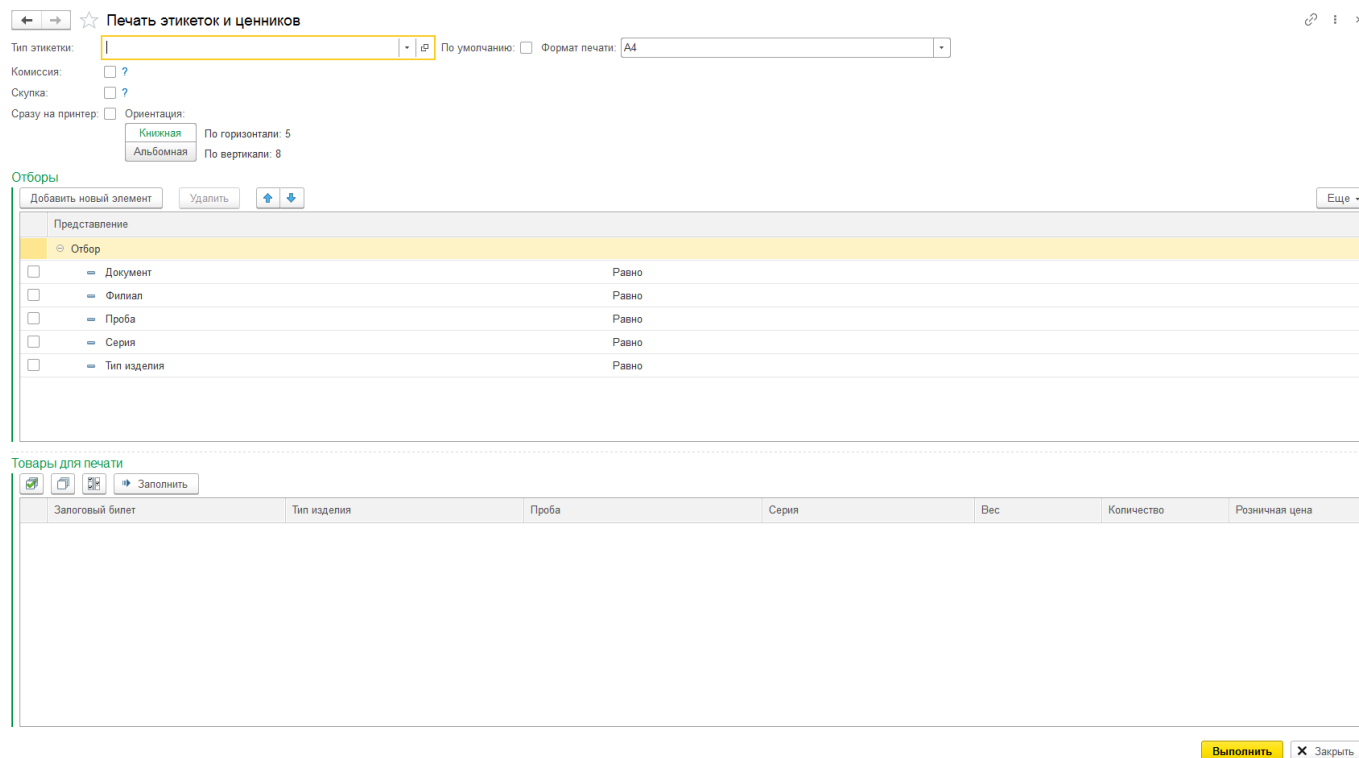 Печать этикеток и ценников
Тип этикетки: По умолчанию: Формат печати: A4
Комиссия: ?
Скупка: ?
Сразу на принтер: Ориентация:
Книжная По горизонтали: 5
Альбомная По вертикали: 8
Отборы
Добавить новый элемент Удалить Еще
Представление
Отбор
Документ Равно
Филиал Равно
Проба Равно
Серия Равно
Тип изделия Равно
Товары для печати
Заполнить
Залоговый билет Тип изделия Проба Серия Вес Количество Розничная цена
Выполнить Закрыть